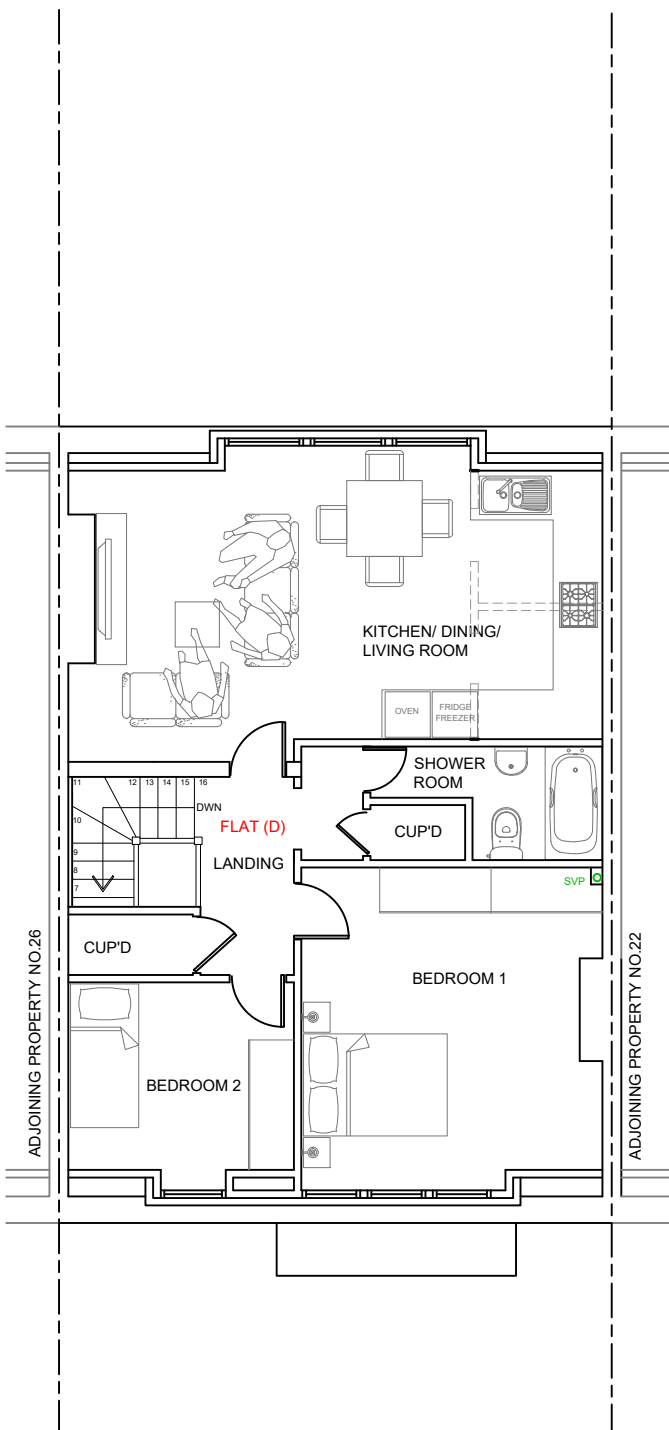 KITCHEN/ DINING/
LIVING ROOM
OVEN
FRIDGE
FREEZER
SHOWER
ROOM
11
12
13
14
15
16
DWN
10
9
8
7
FLAT (D)
LANDING
CUP'D
SVP
CUP'D
BEDROOM 1
BEDROOM 2
ADJOINING PROPERTY NO.26
ADJOINING PROPERTY NO.22